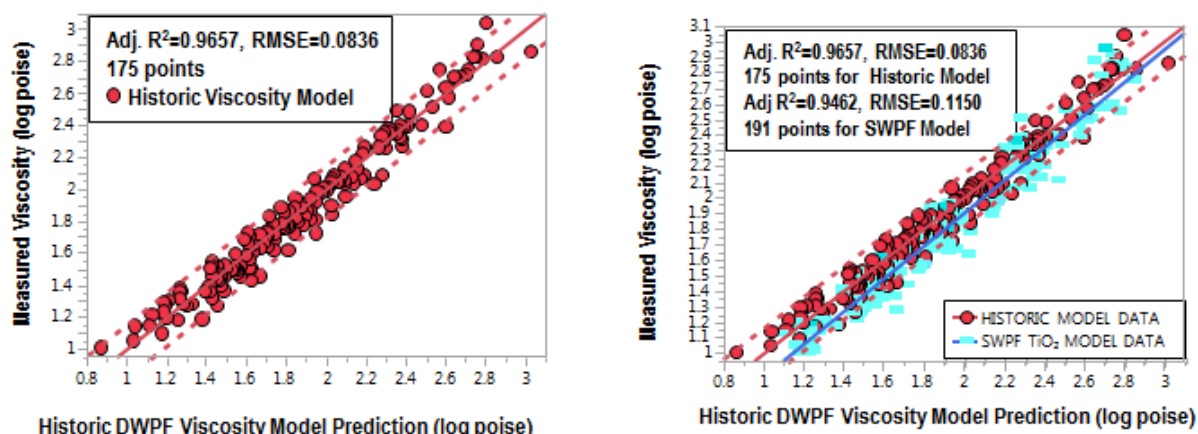 Adj. R²=0.9657, RMSE=0.0836
175 points
Historic Viscosity Model
Measured Viscosity (log poise)
3
2.8
2.6
2.4
2.2
2
1.8
1.6
1.4
1.2
1
0.8 1 1.2 1.4 1.6 1.8 2 2.2 2.4 2.6 2.8 3
Historic DWPF Viscosity Model Prediction (log poise)
Adj. R²=0.9657, RMSE=0.0836
175 points for Historic Model
Adj R²=0.9462, RMSE=0.1150
191 points for SWPF Model
Measured Viscosity (log poise)
3.1
3
2.9
2.8
2.7
2.6
2.5
2.4
2.3
2.2
2.1
2
1.9
1.8
1.7
1.6
1.5
1.4
1.3
1.2
1.1
1
HISTORIC MODEL DATA
SWPF TiO₂ MODEL DATA
0.8 1 1.2 1.4 1.6 1.8 2 2.2 2.4 2.6 2.8 3
Historic DWPF Viscosity Model Prediction (log poise)